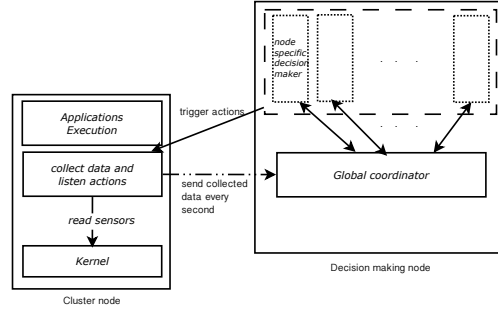 node
specific
decision
maker
. . .
. . .
Applications
Execution
trigger actions
collect data and
listen actions
send collected
data every
second
Global coordinator
read sensors
Kernel
Cluster node
Decision making node